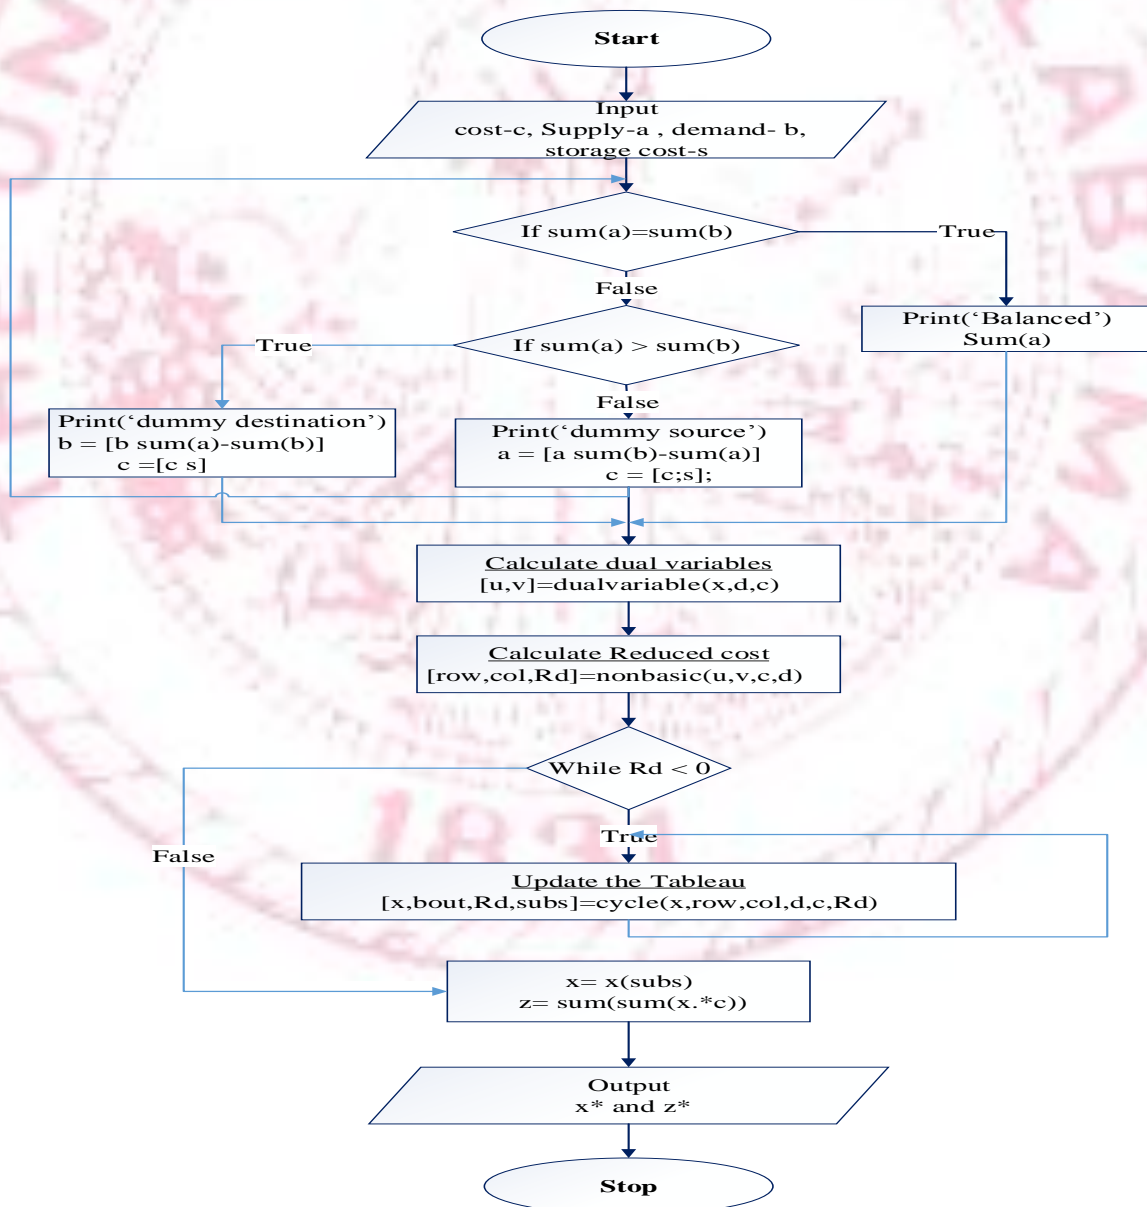 Start
Input
cost-c, Supply-a , demand- b,
storage cost-s
If sum(a)=sum(b)
True
False
Print(‘Balanced’)
Sum(a)
If sum(a) > sum(b)
True
False
Print(‘dummy destination’)
b = [b sum(a)-sum(b)]
c =[c s]
Print(‘dummy source’)
a = [a sum(b)-sum(a)]
c = [c;s];
Calculate dual variables
[u,v]=dualvariable(x,d,c)
Calculate Reduced cost
[row,col,Rd]=nonbasic(u,v,c,d)
While Rd < 0
True
False
Update the Tableau
[x,bout,Rd,subs]=cycle(x,row,col,d,c,Rd)
x= x(subs)
z= sum(sum(x.*c))
Output
x* and z*
Stop
1831